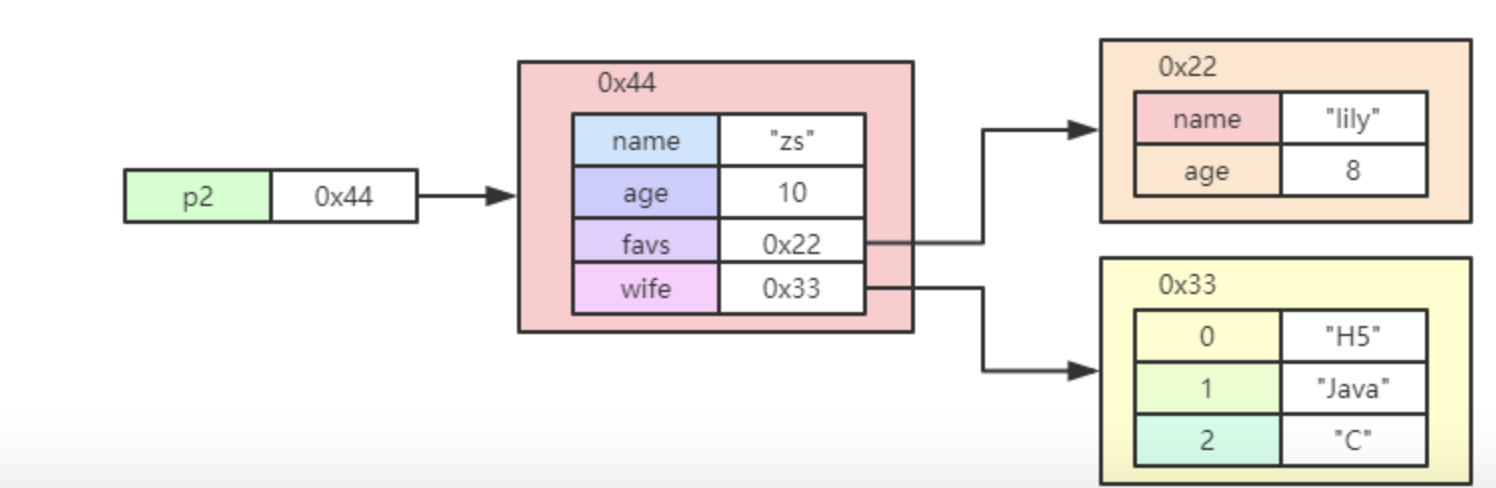 p2 0x44
0x44
name "zs"
age 10
favs 0x22
wife 0x33
0x22
name "lily"
age 8
0x33
0 "H5"
1 "Java"
2 "C"